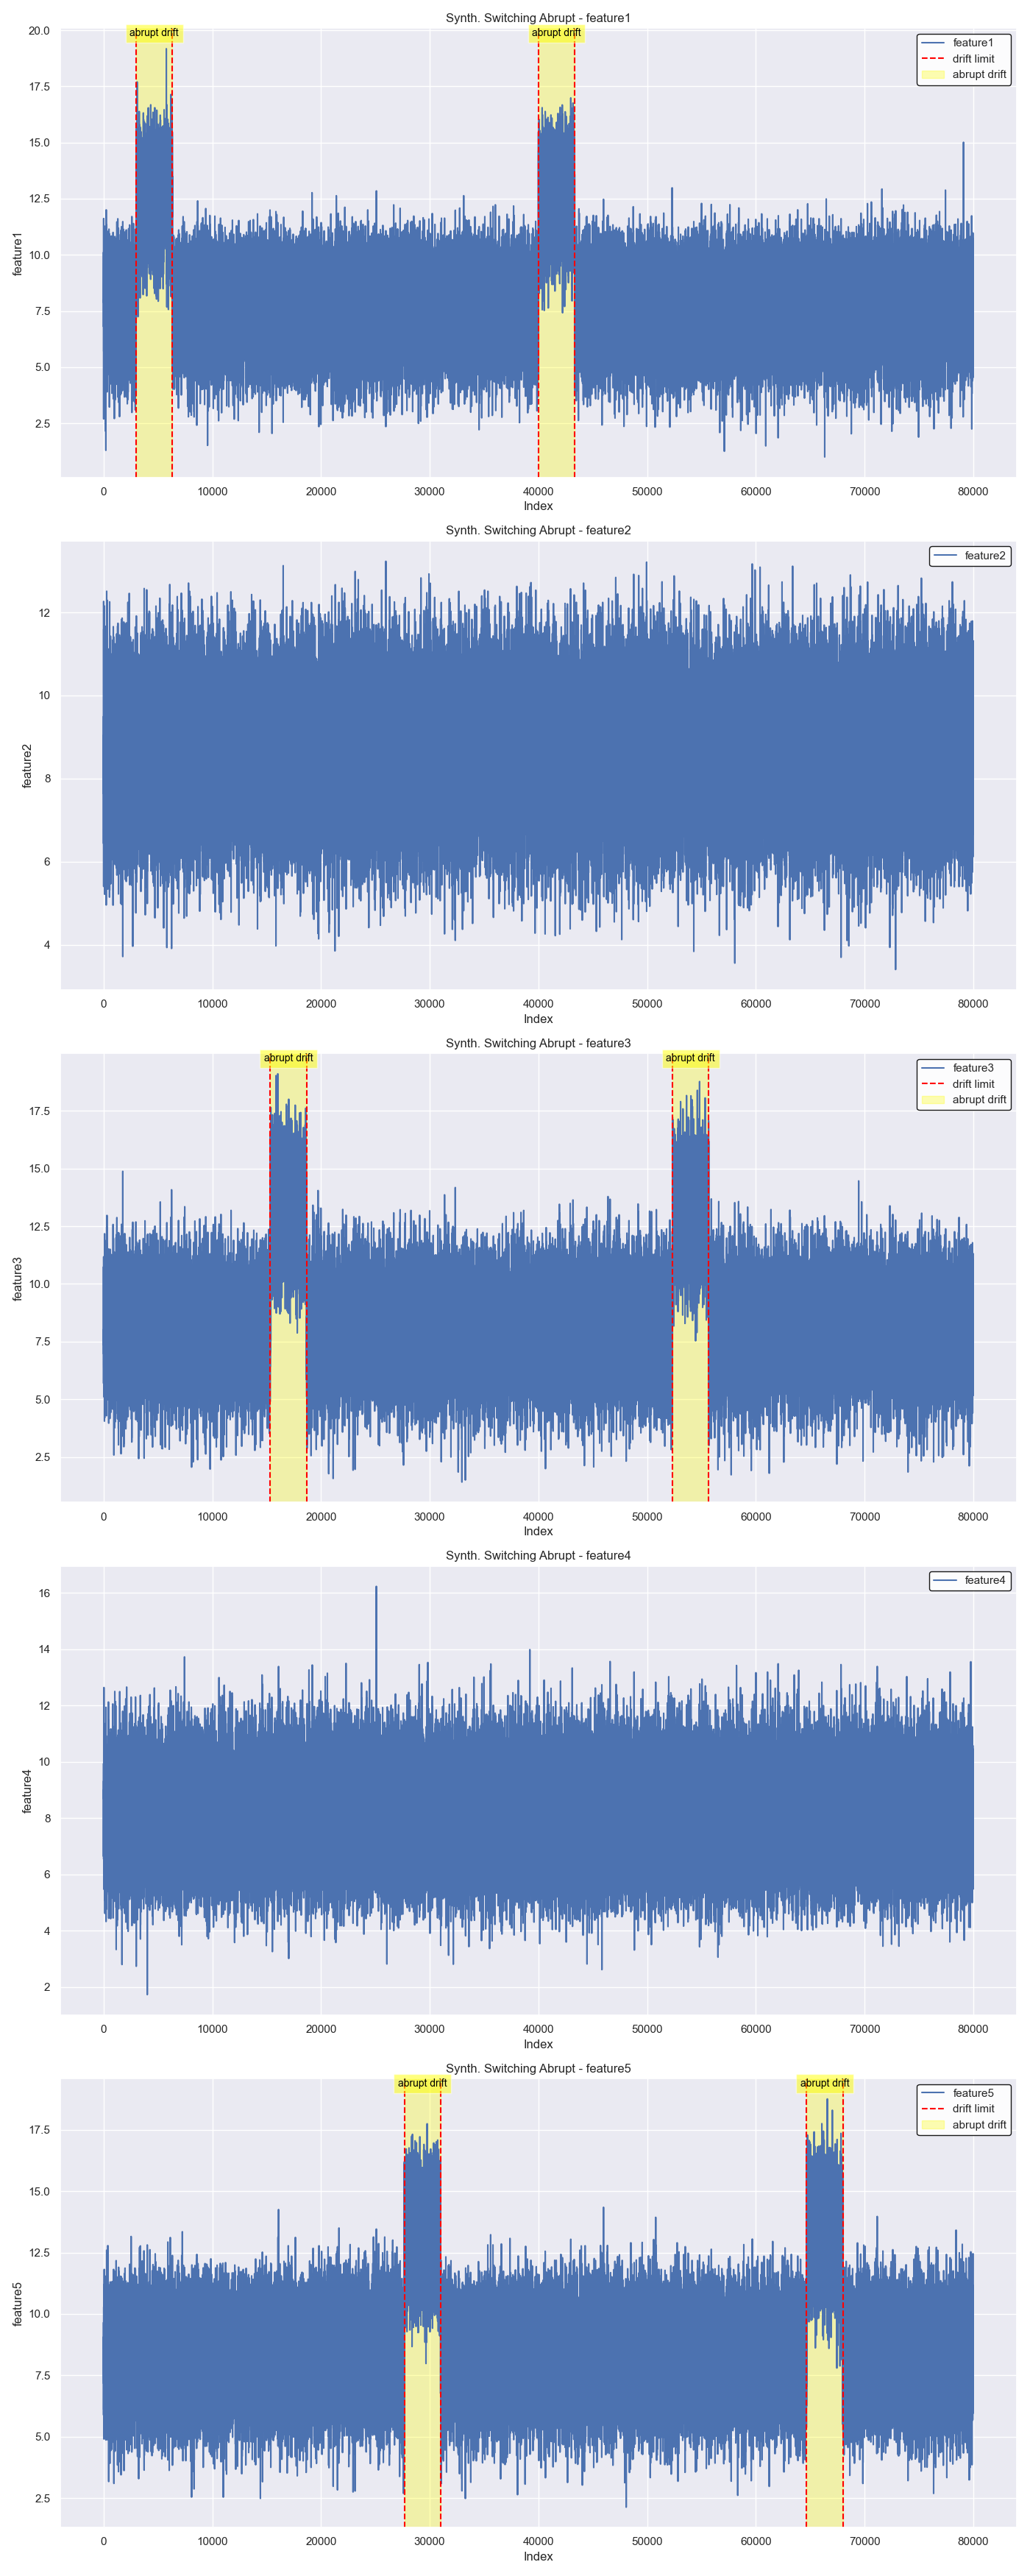 Synth. Switching Abrupt - feature1
abrupt drift
abrupt drift
20.0
17.5
15.0
12.5
10.0
7.5
5.0
2.5
feature1
feature1
drift limit
abrupt drift
0 10000 20000 30000 40000 50000 60000 70000 80000
Index
Synth. Switching Abrupt - feature2
12
10
8
6
4
feature2
feature2
0 10000 20000 30000 40000 50000 60000 70000 80000
Index
Synth. Switching Abrupt - feature3
abrupt drift
abrupt drift
17.5
15.0
12.5
10.0
7.5
5.0
2.5
feature3
feature3
drift limit
abrupt drift
0 10000 20000 30000 40000 50000 60000 70000 80000
Index
Synth. Switching Abrupt - feature4
16
14
12
10
8
6
4
2
feature4
feature4
0 10000 20000 30000 40000 50000 60000 70000 80000
Index
Synth. Switching Abrupt - feature5
abrupt drift
abrupt drift
17.5
15.0
12.5
10.0
7.5
5.0
2.5
feature5
feature5
drift limit
abrupt drift
0 10000 20000 30000 40000 50000 60000 70000 80000
Index